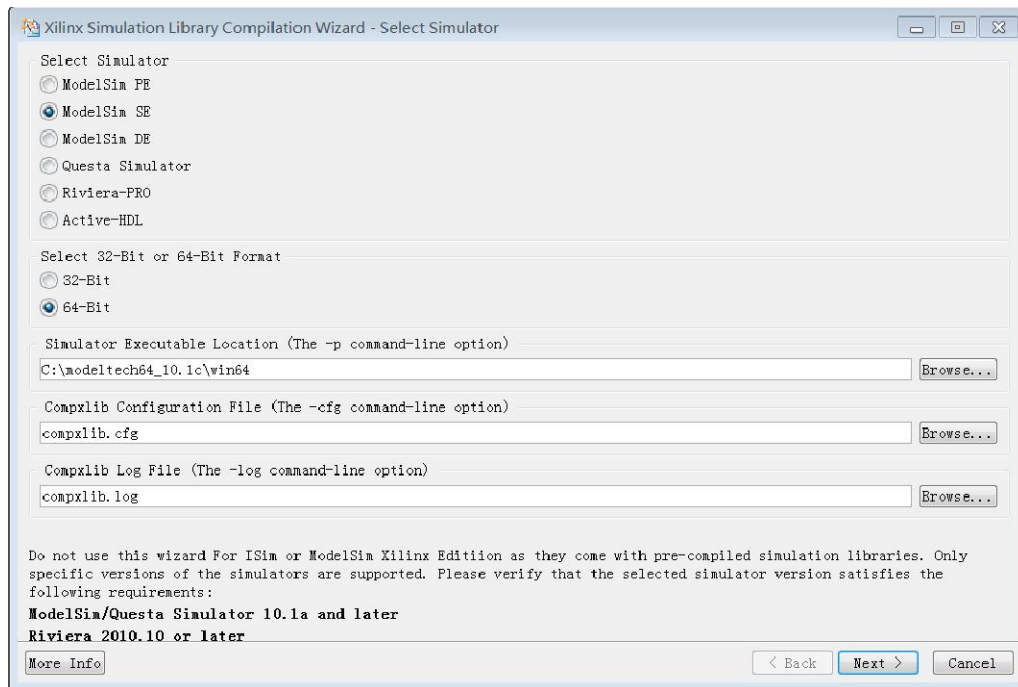 Xilinx Simulation Library Compilation Wizard - Select Simulator
Select Simulator
ModelSim PE
ModelSim SE
ModelSim DE
Questa Simulator
Riviera-PRO
Active-HDL
Select 32-Bit or 64-Bit Format
32-Bit
64-Bit
Simulator Executable Location (The -p command-line option)
C:\modeltech64_10.1c\win64
Browse...
Compxlib Configuration File (The -cfg command-line option)
compxlib.cfg
Browse...
Compxlib Log File (The -log command-line option)
compxlib.log
Browse...
Do not use this wizard For ISim or ModelSim Xilinx Editiion as they come with pre-compiled simulation libraries. Only
specific versions of the simulators are supported. Please verify that the selected simulator version satisfies the
following requirements:
ModelSim/Questa Simulator 10.1a and later
Riviera 2010.10 or later
More Info
< Back
Next >
Cancel